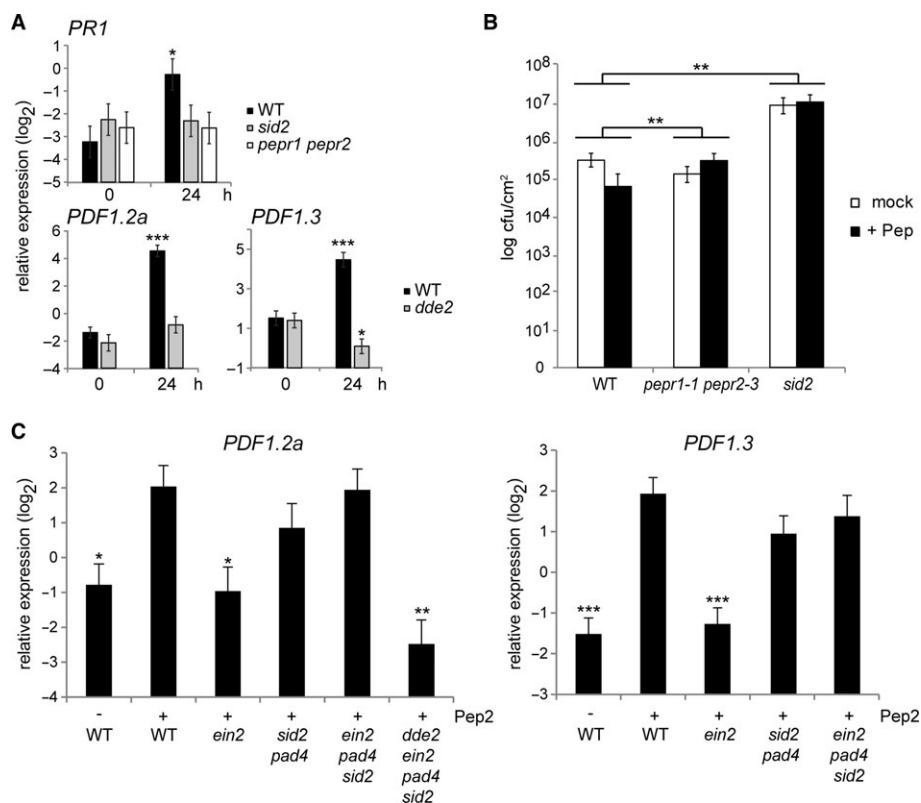 A
PR1
relative expression (log2)
1
0
–1
–2
–3
–4
–5
*
0
24
h
WT
sid2
pepr1 pepr2
PDF1.2a
6
4
2
0
–2
–4
***
0
24
h
PDF1.3
5
3
1
–1
***
*
0
24
h
WT
dde2
B
log cfu/cm2
10^8
10^7
10^6
10^5
10^4
10^3
10^2
10^1
0
**
**
WT
pepr1-1 pepr2-3
sid2
mock
+ Pep
C
PDF1.2a
relative expression (log2)
3
2
1
0
–1
–2
–3
–4
*
*
**
- + + + + + Pep2
WT WT ein2 sid2 ein2 dde2
pad4 pad4 ein2
sid2 pad4
sid2
PDF1.3
relative expression (log2)
3
2
1
0
–1
–2
–3
***
***
- + + + + Pep2
WT WT ein2 sid2 ein2
pad4 pad4
sid2